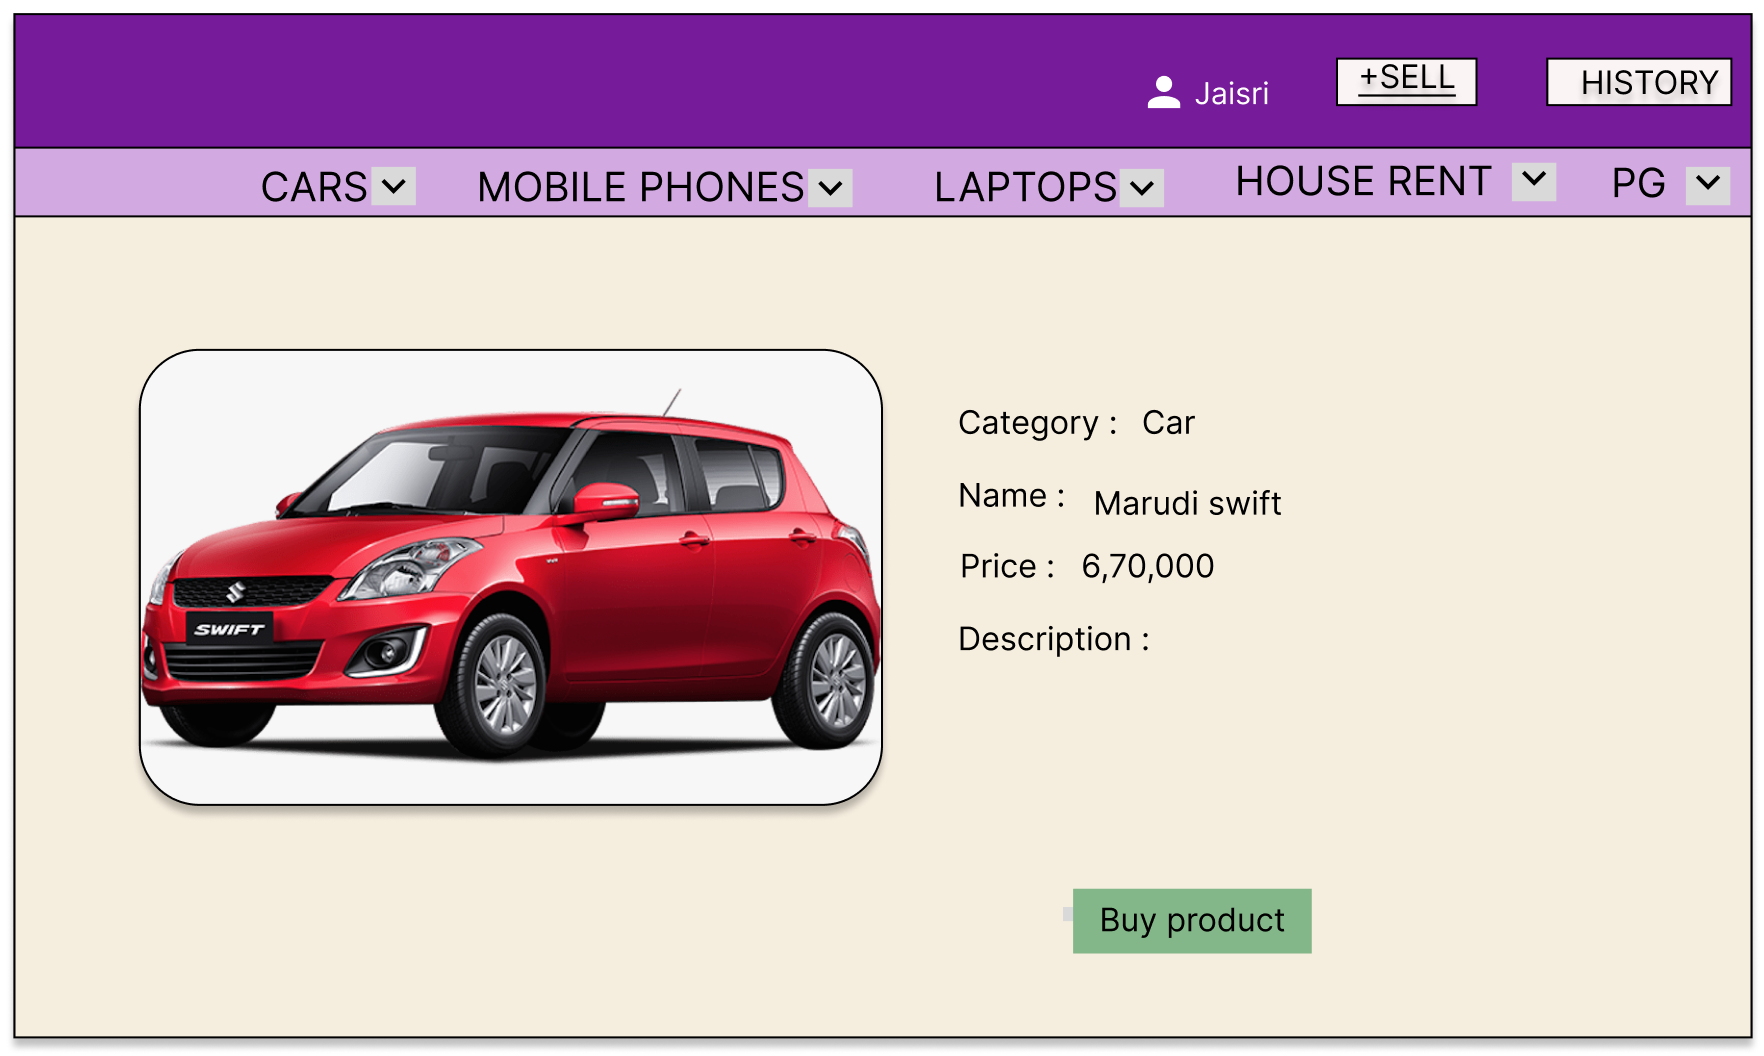 Jaisri
+SELL
HISTORY
CARS
MOBILE PHONES
LAPTOPS
HOUSE RENT
PG
Category : Car
Name : Marudi swift
Price : 6,70,000
Description :
SWIFT
Buy product